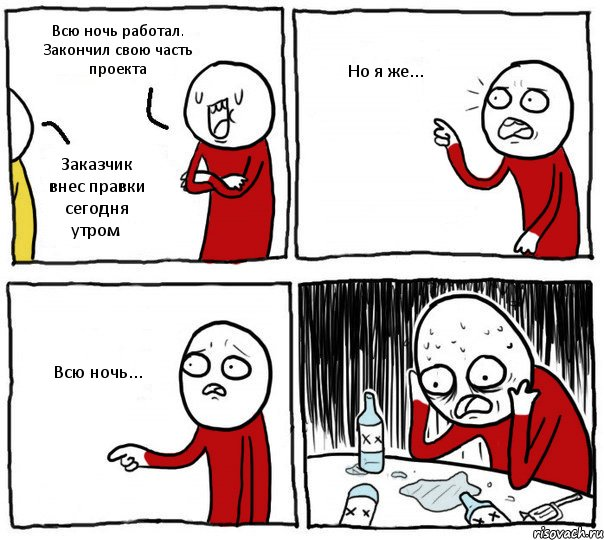 Всю ночь работал.
Закончил свою часть
проекта
Заказчик
внес правки
сегодня
утром
Но я же...
Всю ночь...
x x
x x
x x
risovach.ru